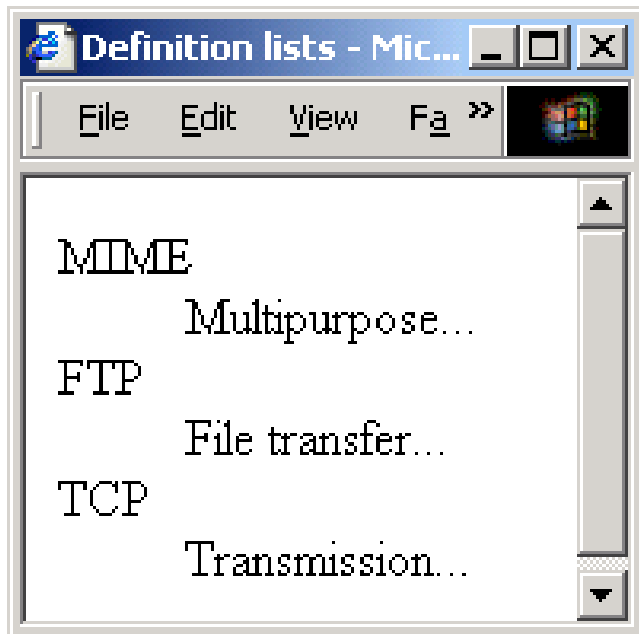 Definition lists - Mic...
File Edit View Fa »
MIME
Multipurpose...
FTP
File transfer...
TCP
Transmission...